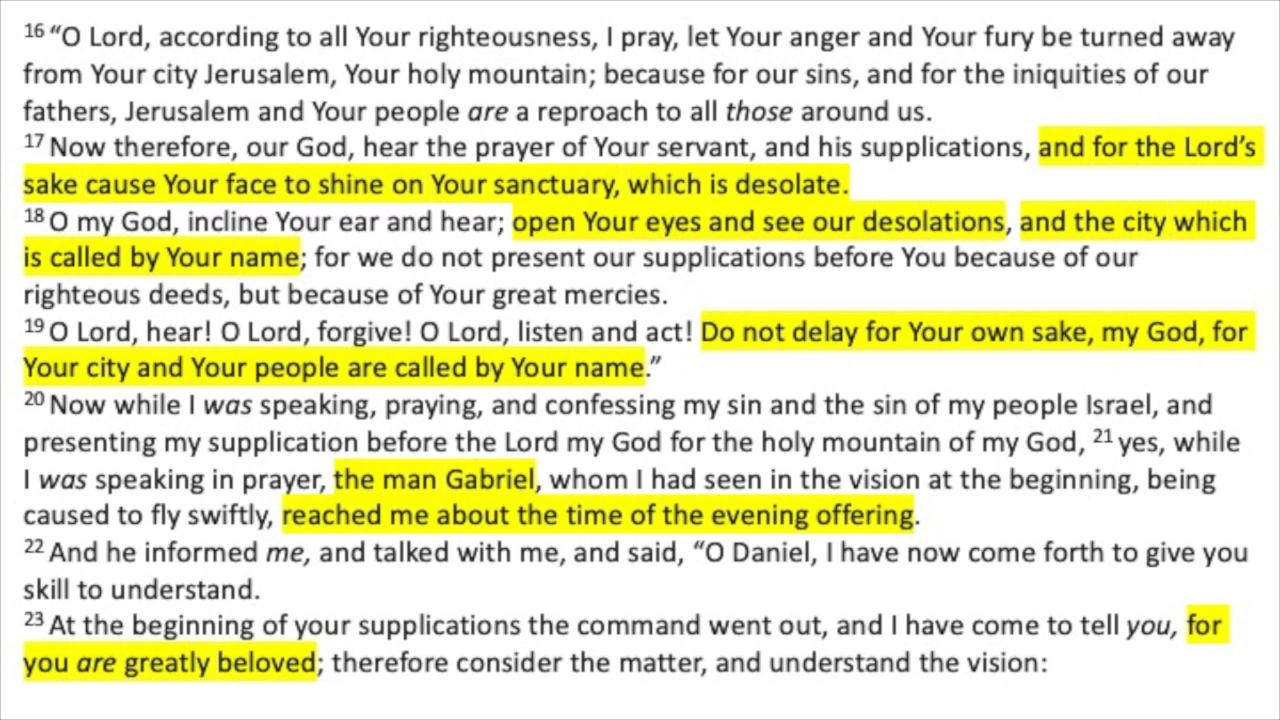 16 “O Lord, according to all Your righteousness, I pray, let Your anger and Your fury be turned away
from Your city Jerusalem, Your holy mountain; because for our sins, and for the iniquities of our
fathers, Jerusalem and Your people are a reproach to all those around us.
17 Now therefore, our God, hear the prayer of Your servant, and his supplications, and for the Lord’s
sake cause Your face to shine on Your sanctuary, which is desolate.
18 O my God, incline Your ear and hear; open Your eyes and see our desolations, and the city which
is called by Your name; for we do not present our supplications before You because of our
righteous deeds, but because of Your great mercies.
19 O Lord, hear! O Lord, forgive! O Lord, listen and act! Do not delay for Your own sake, my God, for
Your city and Your people are called by Your name.”
20 Now while I was speaking, praying, and confessing my sin and the sin of my people Israel, and
presenting my supplication before the Lord my God for the holy mountain of my God, 21 yes, while
I was speaking in prayer, the man Gabriel, whom I had seen in the vision at the beginning, being
caused to fly swiftly, reached me about the time of the evening offering.
22 And he informed me, and talked with me, and said, “O Daniel, I have now come forth to give you
skill to understand.
23 At the beginning of your supplications the command went out, and I have come to tell you, for
you are greatly beloved; therefore consider the matter, and understand the vision: